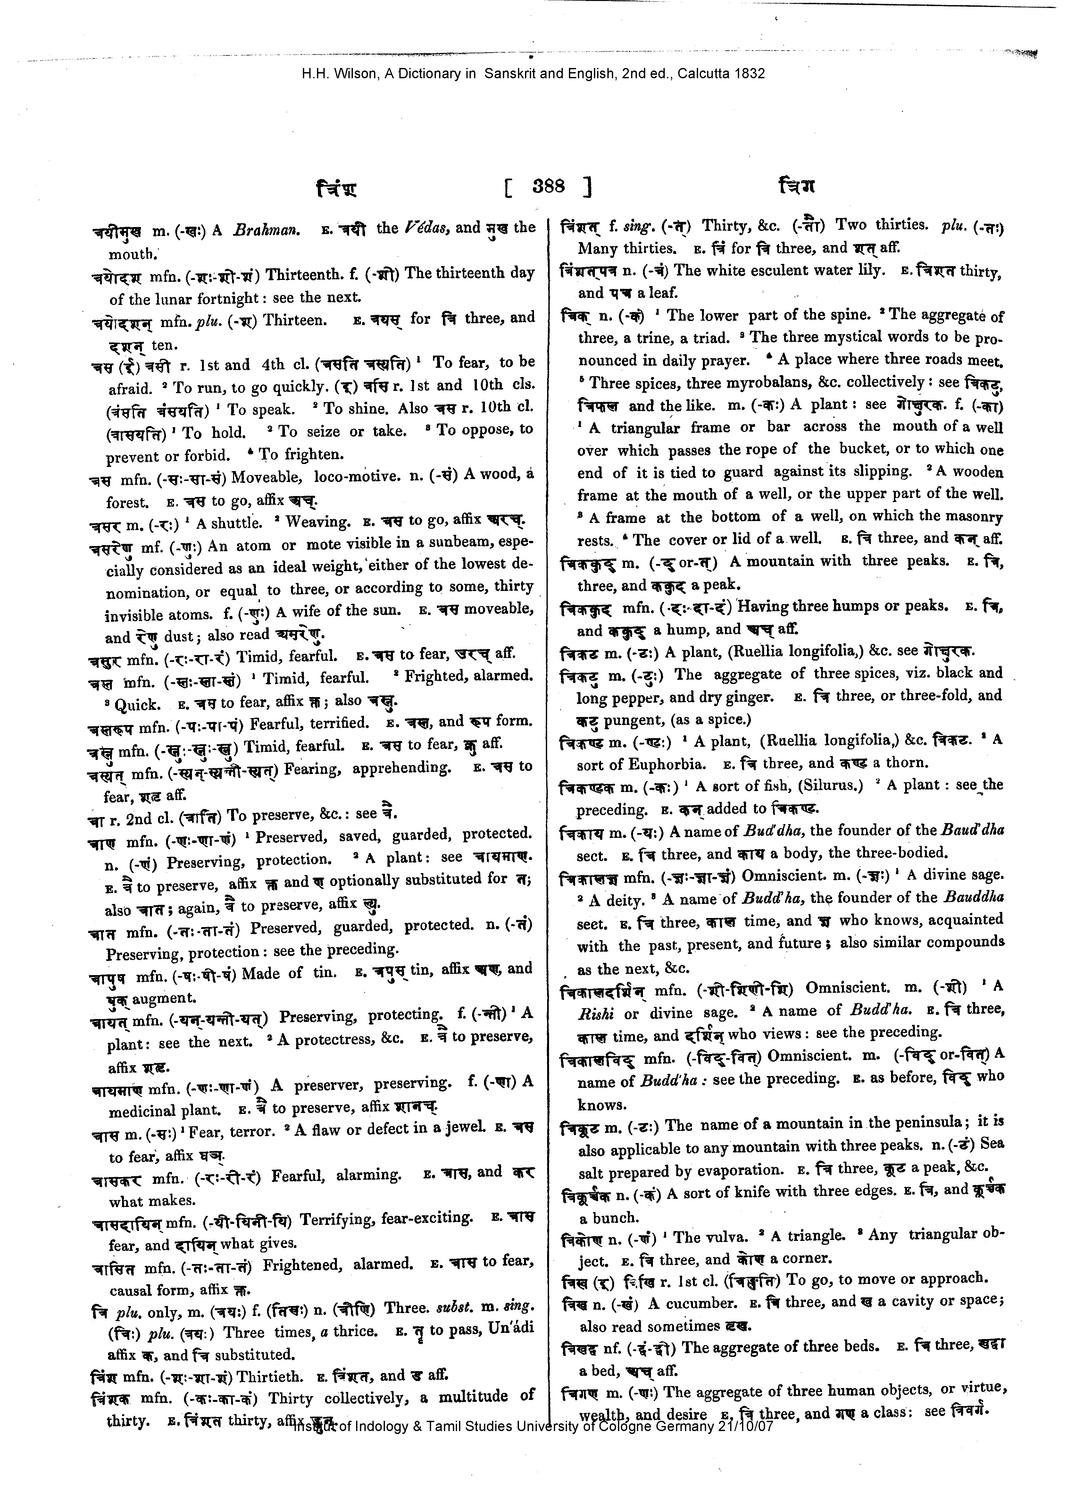 H.H. Wilson, A Dictionary in Sanskrit and English, 2nd ed., Calcutta 1832
त्रिंश [ 388 ] त्रिग
त्रयीमुख m. (-खः) A Brahman. E. त्रयी the Védas, and मुख the
mouth.
त्रयोदश mfn. (-शः-शी-शं) Thirteenth. f. (-शी) The thirteenth day
of the lunar fortnight: see the next.
त्रयोदशन् mfn. plu. (-श) Thirteen. E. त्रयस् for त्रि three, and
दशन् ten.
त्रस (ई) त्रसी r. 1st and 4th cl. (त्रसति त्रस्यति) ¹ To fear, to be
afraid. ² To run, to go quickly. (इ) त्रसि r. 1st and 10th cls.
(त्रंसति त्रंसयति) ¹ To speak. ² To shine. Also त्रस r. 10th cl.
(त्रासयति) ¹ To hold. ² To seize or take. ³ To oppose, to
prevent or forbid. ⁴ To frighten.
त्रस mfn. (-सः-सा-सं) Moveable, loco-motive. n. (-सं) A wood, a
forest. E. त्रस to go, affix अच्.
त्रसर m. (-रः) ¹ A shuttle. ² Weaving. E. त्रस to go, affix अरच्.
त्रसरेणु mf. (-णुः) An atom or mote visible in a sunbeam, espe-
cially considered as an ideal weight, either of the lowest de-
nomination, or equal to three, or according to some, thirty
invisible atoms. f. (-णुः) A wife of the sun. E. त्रस moveable,
and रेणु dust; also read त्रसरेणु.
त्रसुर mfn. (-रः-रा-रं) Timid, fearful. E. त्रस to fear, उरच् aff.
त्रस्त mfn. (-स्तः-स्ता-स्तं) ¹ Timid, fearful. ² Frighted, alarmed.
³ Quick. E. त्रस to fear, affix क्त; also त्रस्नु.
त्रस्तरूप mfn. (-पः-पा-पं) Fearful, terrified. E. त्रस्त, and रूप form.
त्रस्नु mfn. (-स्नुः-स्नुः-स्नु) Timid, fearful. E. त्रस to fear, क्नु aff.
त्रस्यत् mfn. (-स्यन्-स्यन्ती-स्यत्) Fearing, apprehending. E. त्रस to
fear, शतृ aff.
त्रा r. 2nd cl. (त्राति) To preserve, &c.: see त्रै.
त्राण mfn. (-णः-णा-णं) ¹ Preserved, saved, guarded, protected.
n. (-णं) Preserving, protection. ² A plant: see त्रायमाण.
E. त्रै to preserve, affix क्त and ण optionally substituted for त;
also त्रात; again, त्रै to preserve, affix ल्युट्.
त्रात mfn. (-तः-ता-तं) Preserved, guarded, protected. n. (-तं)
Preserving, protection: see the preceding.
त्रापुष mfn. (-षः-षी-षं) Made of tin. E. त्रपुस् tin, affix अण्, and
षुक् augment.
त्रायत् mfn. (-यन्-यन्ती-यत्) Preserving, protecting. f. (-न्ती) ¹ A
plant: see the next. ² A protectress, &c. E. त्रै to preserve,
affix शतृ.
त्रायमाण mfn. (-णः-णा-णं) A preserver, preserving. f. (-णा) A
medicinal plant. E. त्रै to preserve, affix शानच्.
त्रास m. (-सः) ¹ Fear, terror. ² A flaw or defect in a jewel. E. त्रस
to fear, affix घञ्.
त्रासकर mfn. (-रः-री-रं) Fearful, alarming. E. त्रास, and कर
what makes.
त्रासदायिन् mfn. (-यी-यिनी-यि) Terrifying, fear-exciting. E. त्रास
fear, and दायिन् what gives.
त्रासित mfn. (-तः-ता-तं) Frightened, alarmed. E. त्रास to fear,
causal form, affix क्त.
त्रि plu. only, m. (त्रयः) f. (तिस्रः) n. (त्रीणि) Three. subst. m. sing.
(त्रिः) plu. (त्रयः) Three times, a thrice. E. तॄ to pass, Un'ádi
affix क, and त्रि substituted.
त्रिंश mfn. (-शः-शा-शं) Thirtieth. E. त्रिंशत्, and ड aff.
त्रिंशक mfn. (-कः-का-कं) Thirty collectively, a multitude of
thirty. E. त्रिंशत thirty, affix
त्रिंशत् f. sing. (-त्) Thirty, &c. (-तौ) Two thirties. plu. (-तः)
Many thirties. E. त्रिं for त्रि three, and शत् aff.
त्रिंशत्पत्र n. (-त्रं) The white esculent water lily. E. त्रिंशत thirty,
and पत्र a leaf.
त्रिक् n. (-कं) ¹ The lower part of the spine. ² The aggregate of
three, a trine, a triad. ³ The three mystical words to be pro-
nounced in daily prayer. ⁴ A place where three roads meet.
⁵ Three spices, three myrobalans, &c. collectively: see त्रिकटु,
त्रिफल and the like. m. (-कः) A plant: see गोक्षुरक. f. (-का)
¹ A triangular frame or bar across the mouth of a well
over which passes the rope of the bucket, or to which one
end of it is tied to guard against its slipping. ² A wooden
frame at the mouth of a well, or the upper part of the well.
³ A frame at the bottom of a well, on which the masonry
rests. ⁴ The cover or lid of a well. E. त्रि three, and कन् aff.
त्रिककुद् m. (-द् or-त्) A mountain with three peaks. E. त्रि,
three, and ककुद् a peak.
त्रिककुद mfn. (-दः-दा-दं) Having three humps or peaks. E. त्रि,
and ककुद् a hump, and अच् aff.
त्रिकट m. (-टः) A plant, (Ruellia longifolia,) &c. see गोक्षुरक.
त्रिकटु m. (-टुः) The aggregate of three spices, viz. black and
long pepper, and dry ginger. E. त्रि three, or three-fold, and
कटु pungent, (as a spice.)
त्रिकण्ट m. (-ण्टः) ¹ A plant, (Ruellia longifolia,) &c. त्रिकट. ² A
sort of Euphorbia. E. त्रि three, and कण्ट a thorn.
त्रिकण्टक m. (-कः) ¹ A sort of fish, (Silurus.) ² A plant: see the
preceding. E. कन् added to त्रिकण्ट.
त्रिकाय m. (-यः) A name of Bud'dha, the founder of the Baud'dha
sect. E. त्रि three, and काय a body, the three-bodied.
त्रिकालज्ञ mfn. (-ज्ञः-ज्ञा-ज्ञं) Omniscient. m. (-ज्ञः) ¹ A divine sage.
² A deity. ³ A name of Budd'ha, the founder of the Bauddha
sect. E. त्रि three, काल time, and ज्ञ who knows, acquainted
with the past, present, and future; also similar compounds
as the next, &c.
त्रिकालदर्शिन् mfn. (-र्शी-र्शिणी-र्शि) Omniscient. m. (-र्शी) ¹ A
Rishi or divine sage. ² A name of Budd'ha. E. त्रि three,
काल time, and दर्शिन् who views: see the preceding.
त्रिकालविद् mfn. (-विद्-वित्) Omniscient. m. (-विद् or-वित्) A
name of Budd'ha: see the preceding. E. as before, विद् who
knows.
त्रिकूट m. (-टः) The name of a mountain in the peninsula; it is
also applicable to any mountain with three peaks. n. (-टं) Sea
salt prepared by evaporation. E. त्रि three, कूट a peak, &c.
त्रिकूर्चक n. (-कं) A sort of knife with three edges. E. त्रि, and कूर्चक
a bunch.
त्रिकोण n. (-णं) ¹ The vulva. ² A triangle. ³ Any triangular ob-
ject. E. त्रि three, and कोण a corner.
त्रिख (इ) त्रिखि r. 1st cl. (त्रिङ्खति) To go, to move or approach.
त्रिख n. (-खं) A cucumber. E. त्रि three, and ख a cavity or space;
also read sometimes
त्रिखट्व nf. (-ट्वं-ट्वी) The aggregate of three beds. E. त्रि three, खट्वा
a bed, अच् aff.
त्रिगण m. (-णः) The aggregate of three human objects, or virtue,
wealth, and desire E. त्रि three, and गण a class: see त्रिवर्ग.
Institut of Indology & Tamil Studies University of Cologne Germany 21/10/07